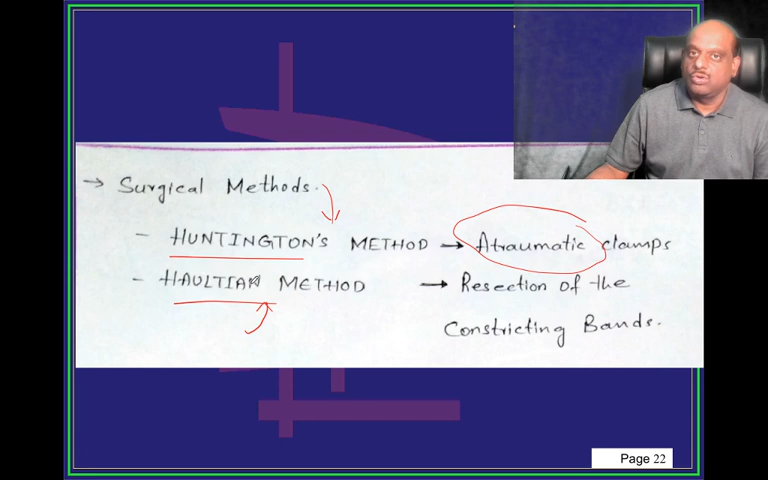 → Surgical Methods.
- HUNTINGTON'S METHOD → Atraumatic clamps
- HAULTIAN METHOD → Resection of the
Constricting Bands.
Page 22